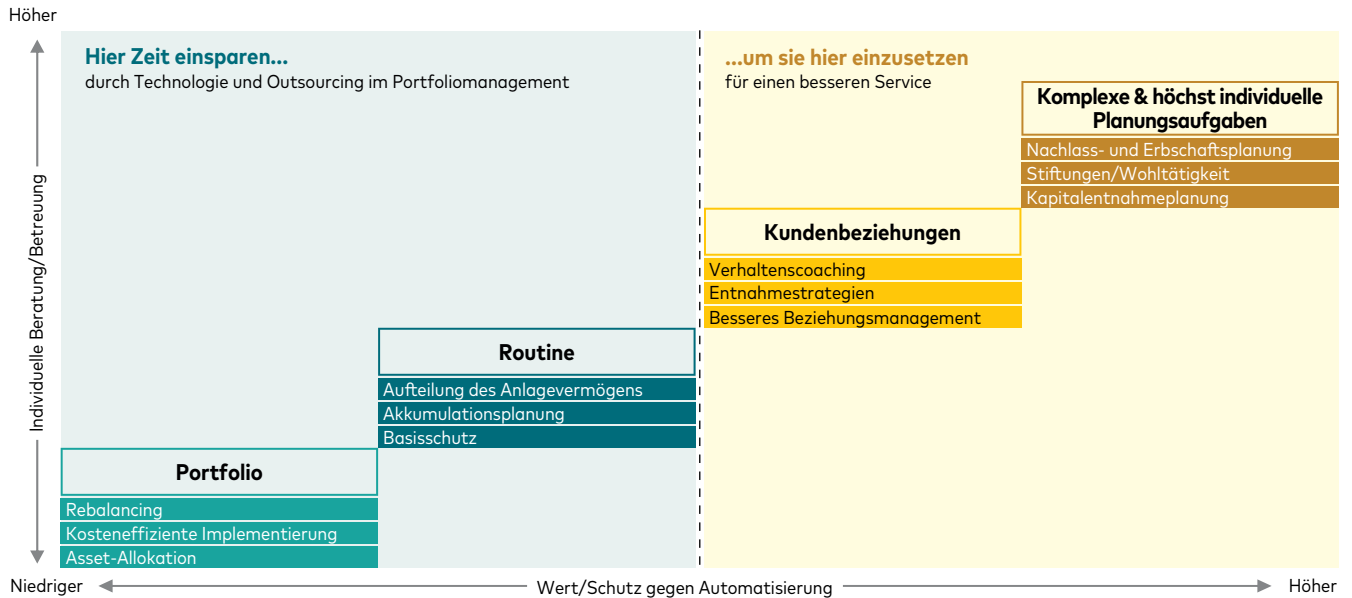 Höher
Hier Zeit einsparen...
durch Technologie und Outsourcing im Portfoliomanagement
...um sie hier einzusetzen
für einen besseren Service
Komplexe & höchst individuelle
Planungsaufgaben
Nachlass- und Erbschaftsplanung
Stiftungen/Wohltätigkeit
Kapitalentnahmeplanung
Kundenbeziehungen
Verhaltenscoaching
Entnahmestrategien
Besseres Beziehungsmanagement
Routine
Aufteilung des Anlagevermögens
Akkumulationsplanung
Basisschutz
Portfolio
Rebalancing
Kosteneffiziente Implementierung
Asset-Allokation
Individuelle Beratung/Betreuung
Niedriger
Wert/Schutz gegen Automatisierung
Höher